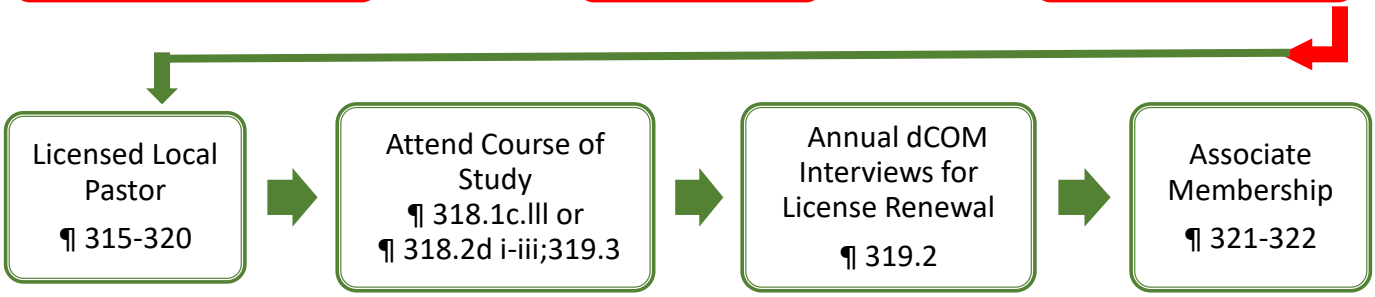 Licensed Local
Pastor
¶ 315-320
Attend Course of
Study
¶ 318.1c.lll or
¶ 318.2d i-iii;319.3
Annual dCOM
Interviews for
License Renewal
¶ 319.2
Associate
Membership
¶ 321-322